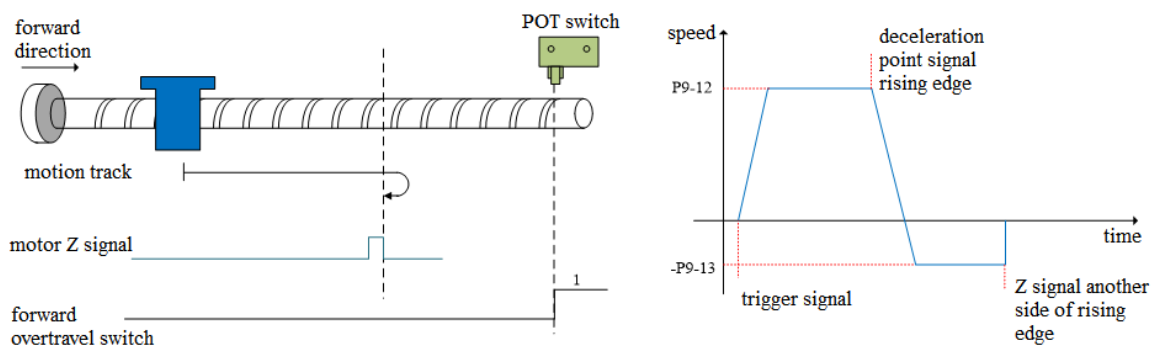 forward
direction
POT switch
motion track
motor Z signal
1
forward
overtravel switch
speed
deceleration
point signal
rising edge
P9-12
time
-P9-13
trigger signal
Z signal another
side of rising
edge